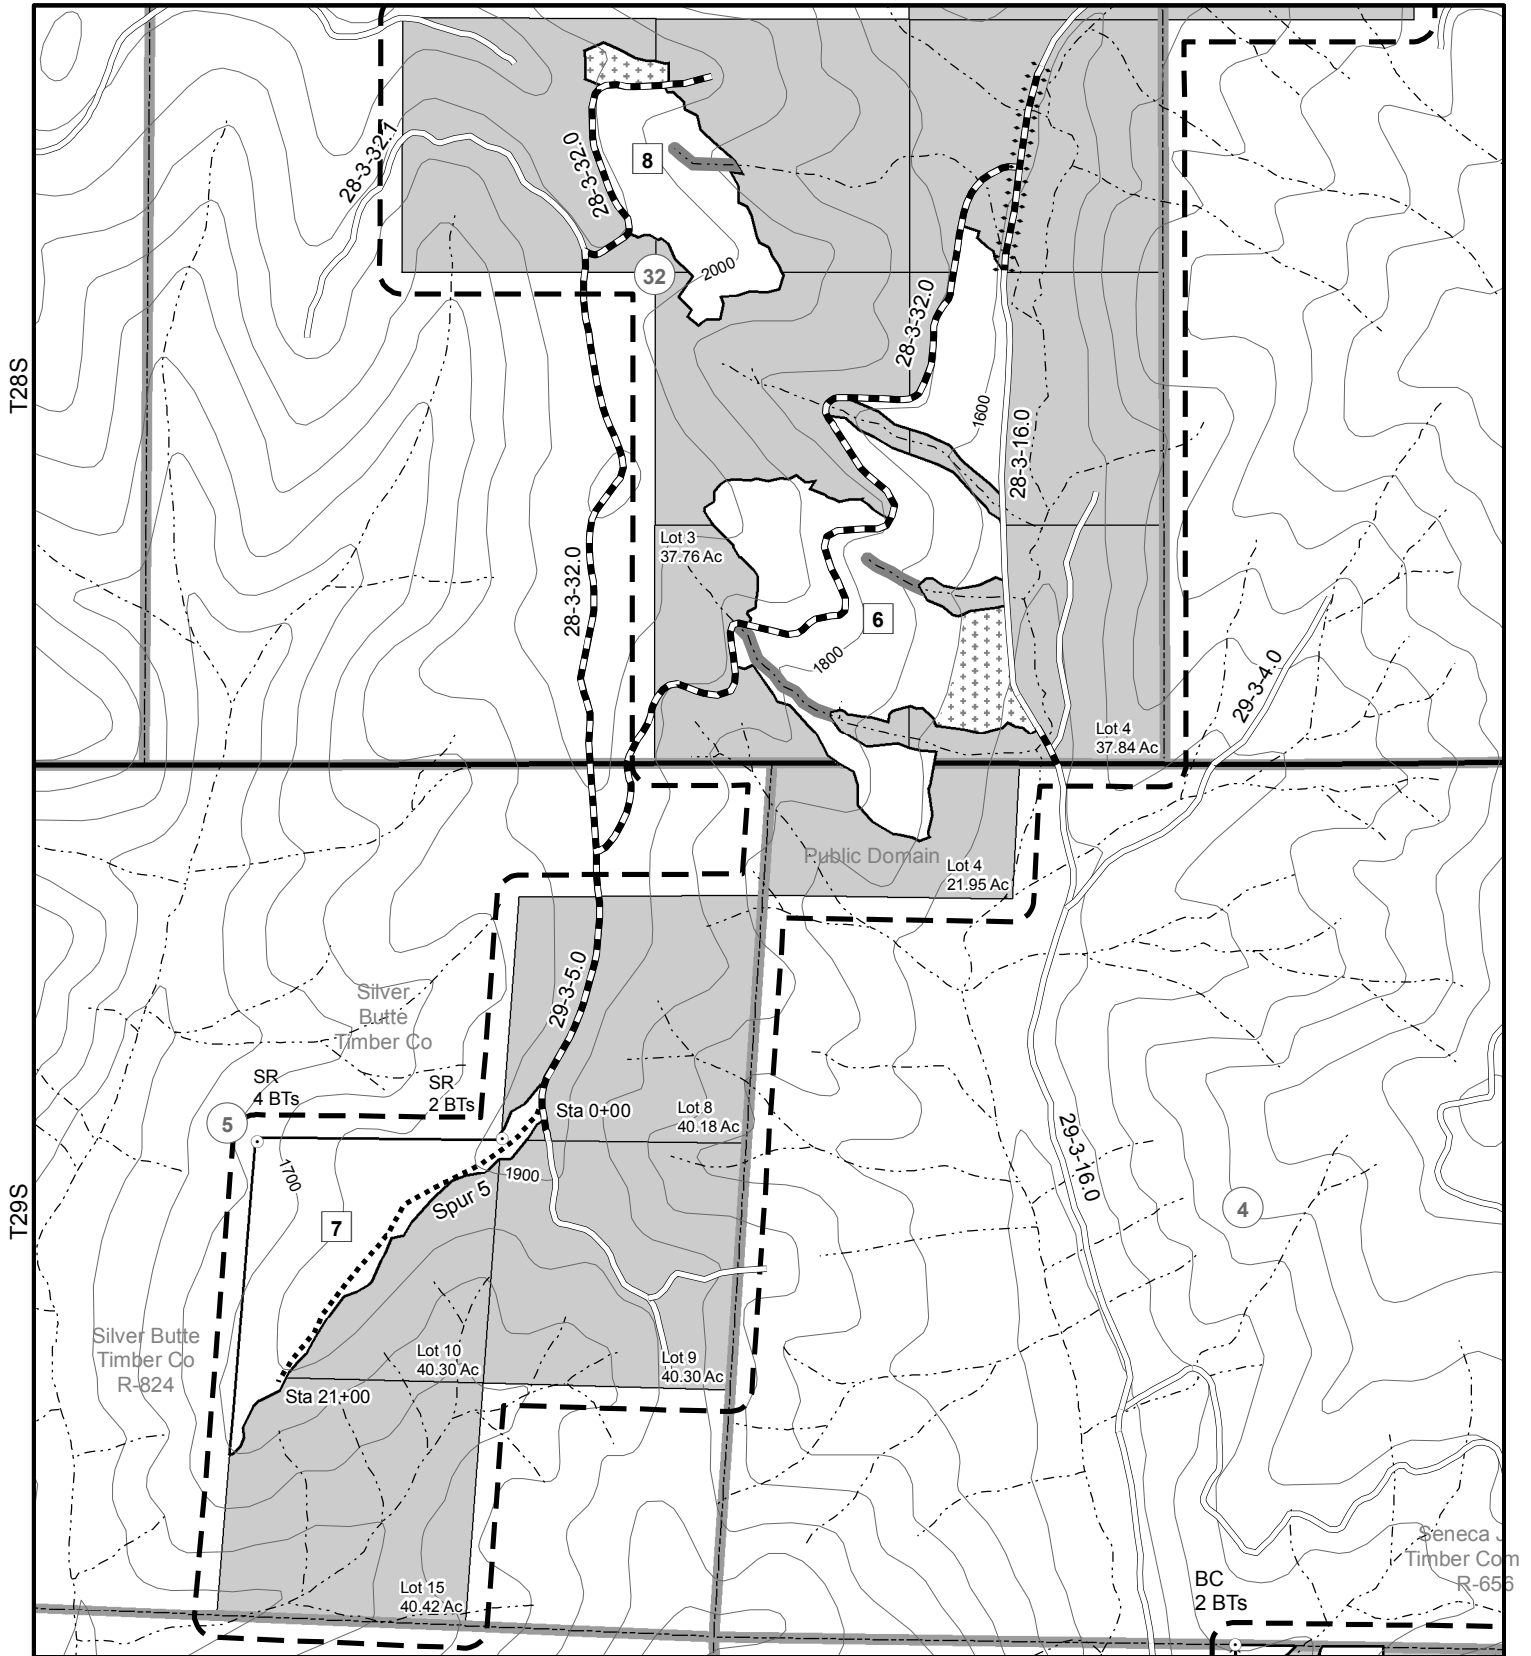 28-3-32.1
28-3-32.0
8
32
2000
28-3-32.0
1600
28-3-16.0
T28S
Lot 3
37.76 Ac
28-3-32.0
6
1800
29-3-4.0
Lot 4
37.84 Ac
Public Domain
Lot 4
21.95 Ac
29-3-5.0
Silver
Butte
Timber Co
SR
4 BTs
SR
2 BTs
5
Sta 0+00
Lot 8
40.18 Ac
29-3-16.0
1700
1900
Spur 5
7
4
T29S
Silver Butte
Timber Co
R-824
Lot 10
40.30 Ac
Lot 9
40.30 Ac
Sta 21+00
Seneca J
Timber Com
R-656
Lot 15
40.42 Ac
BC
2 BTs